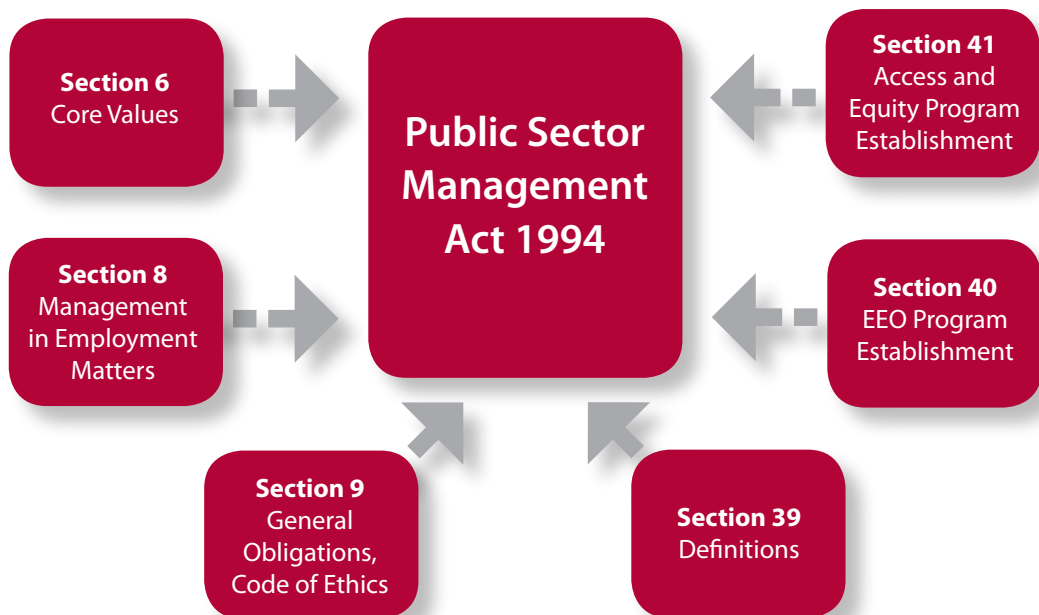 Section 6
Core Values
Public Sector
Management
Act 1994
Section 41
Access and
Equity Program
Establishment
Section 8
Management
in Employment
Matters
Section 40
EEO Program
Establishment
Section 9
General
Obligations,
Code of Ethics
Section 39
Definitions